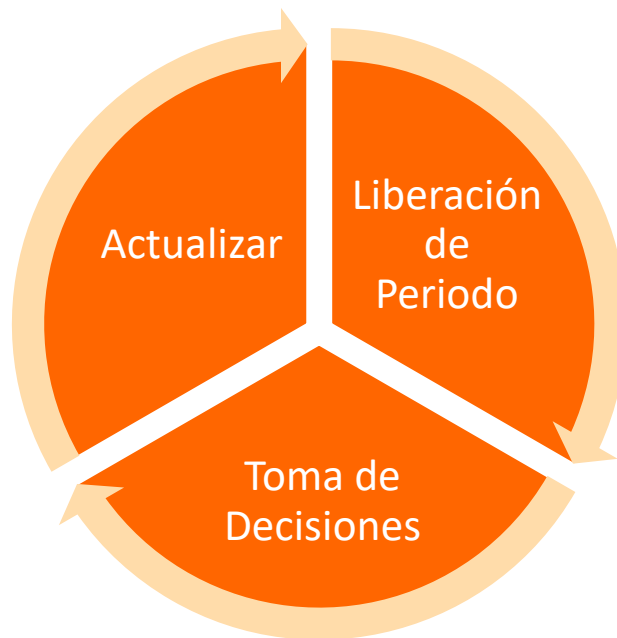 Actualizar
Liberación
de
Periodo
Toma de
Decisiones